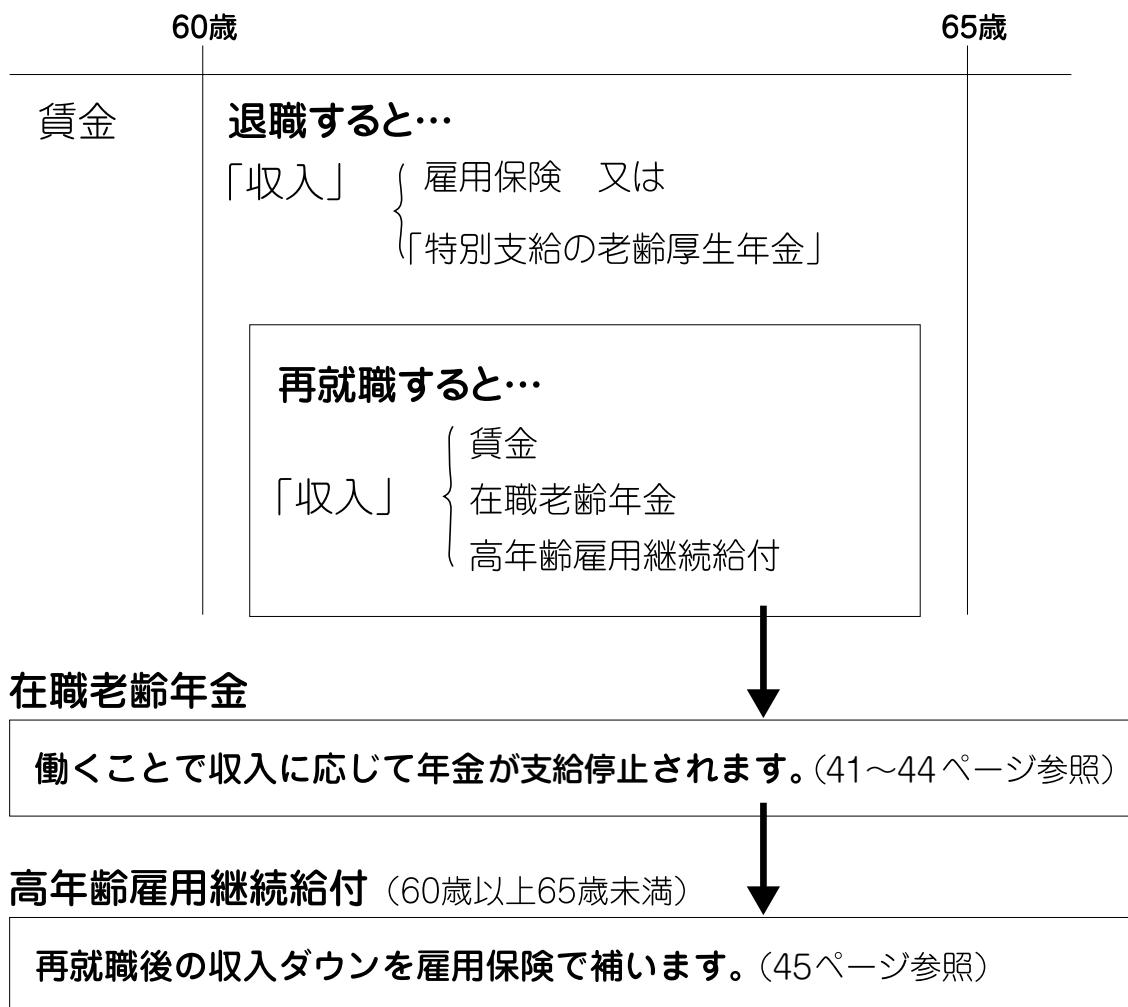 60歳 65歳
賃金 退職すると…
「収入」 雇用保険　又は
「特別支給の老齢厚生年金」
再就職すると…
賃金
「収入」 在職老齢年金
高年齢雇用継続給付
在職老齢年金
働くことで収入に応じて年金が支給停止されます。（41～44ページ参照）
高年齢雇用継続給付（60歳以上65歳未満）
再就職後の収入ダウンを雇用保険で補います。（45ページ参照）